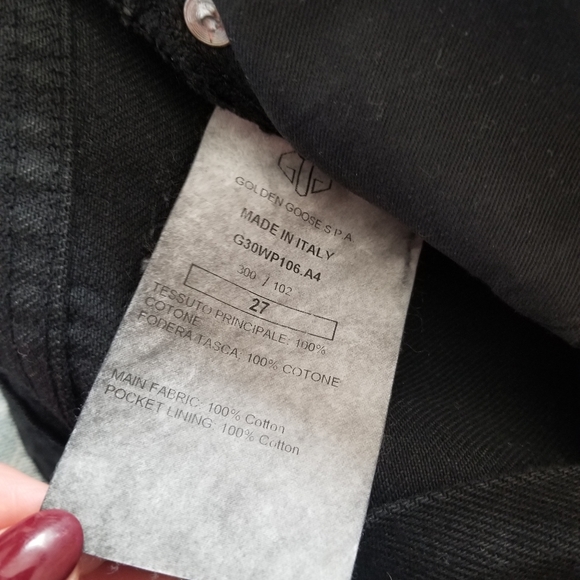 GOLDEN GOOSE S.P.A.
MADE IN ITALY
G30WP106.A4
300 / 102
27
TESSUTO PRINCIPALE: 100%
COTONE
FODERA TASCA: 100% COTONE
MAIN FABRIC: 100% Cotton
POCKET LINING: 100% Cotton